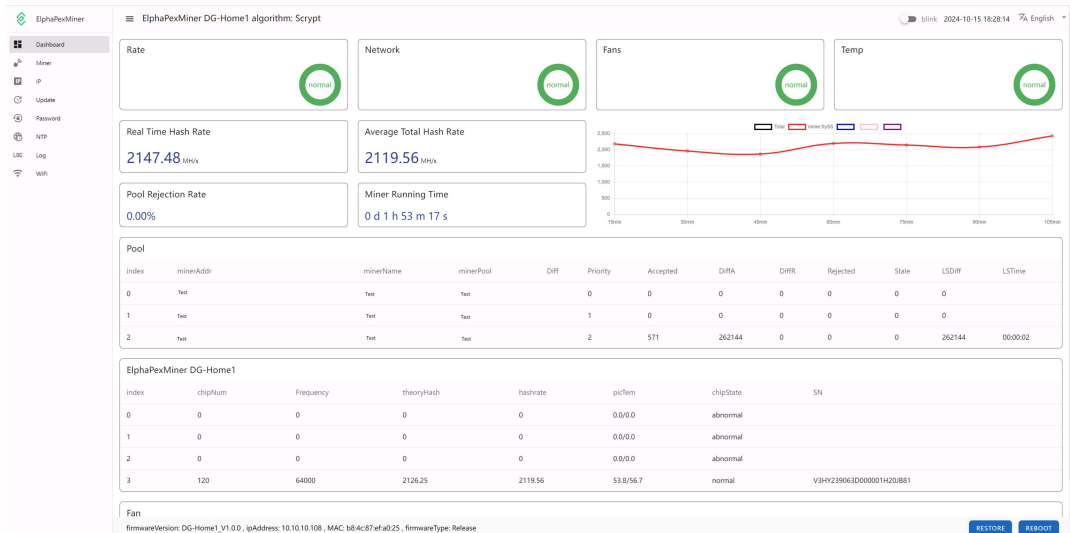 ElphaPexMiner
ElphaPexMiner DG-Home1 algorithm: Scrypt
blink 2024-10-15 18:28:14 English
Dashboard
Miner
IP
Update
Password
NTP
LOG Log
WIFI
Rate
normal
Network
normal
Fans
normal
Temp
normal
Real Time Hash Rate
2147.48 MH/s
Average Total Hash Rate
2119.56 MH/s
Pool Rejection Rate
0.00%
Miner Running Time
0 d 1 h 53 m 17 s
Total
2,500
2,000
1,500
1,000
500
0
15min 30min 45min 60min 75min 90min 105min
Pool
index minerAddr minerName minerPool Diff Priority Accepted DiffA DiffR Rejected Stale LSDiff LSTime
0 Test Test Test 0 0 0 0 0 0 0
1 Test Test Test 1 0 0 0 0 0 0
2 Test Test Test 2 571 262144 0 0 0 262144 00:00:02
ElphaPexMiner DG-Home1
index chipNum Frequency theoryHash hashrate picTem chipState SN
0 0 0 0 0 0.0/0.0 abnormal
1 0 0 0 0 0.0/0.0 abnormal
2 0 0 0 0 0.0/0.0 abnormal
3 120 64000 2126.25 2119.56 53.8/56.7 normal V3HY239063D000001H20JB81
Fan
firmwareVersion: DG-Home1_V1.0.0 , ipAddress: 10.10.10.108 , MAC: b8:4c:87:ef:a0:25 , firmwareType: Release
RESTORE REBOOT